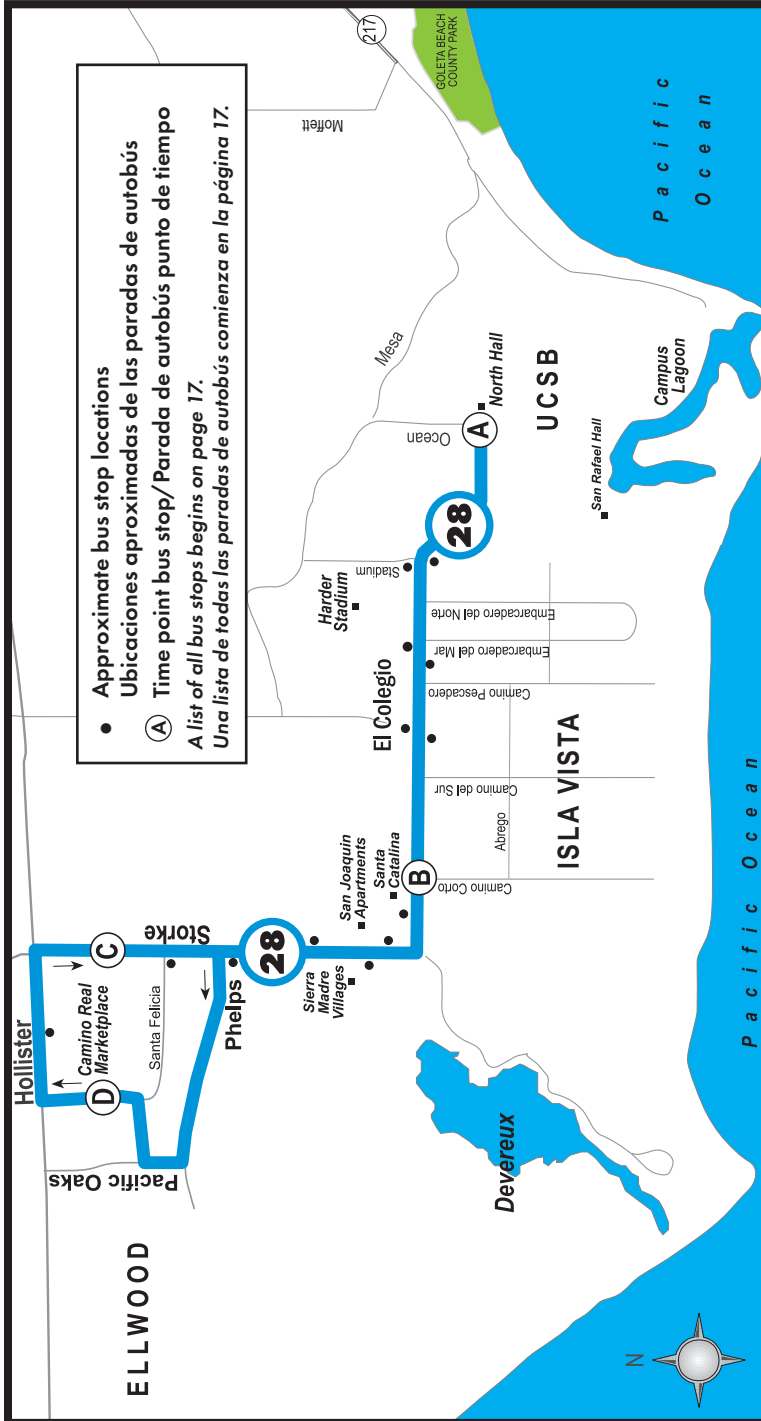 Approximate bus stop locations
Ubicaciones aproximadas de las paradas de autobús
A Time point bus stop/Parada de autobús punto de tiempo
A list of all bus stops begins on page 17.
Una lista de todas las paradas de autobús comienza en la página 17.
217
GOLETA BEACH
COUNTY PARK
Moffett
Mesa
Pacific
Ocean
Ocean
A
North Hall
UCSB
28
San Rafael Hall
Campus
Lagoon
Stadium
Harder
Stadium
Embarcadero del Norte
Embarcadero del Mar
El Colegio
Camino Pescadero
Camino del Sur
Abrego
ISLA VISTA
Camino Corto
B
Santa
Catalina
San Joaquin
Apartments
Storke
28
Sierra
Madre
Villages
C
Hollister
Camino Real
Marketplace
Santa Felicia
Phelps
D
Pacific Oaks
ELLWOOD
Devereux
Pacific Ocean
N